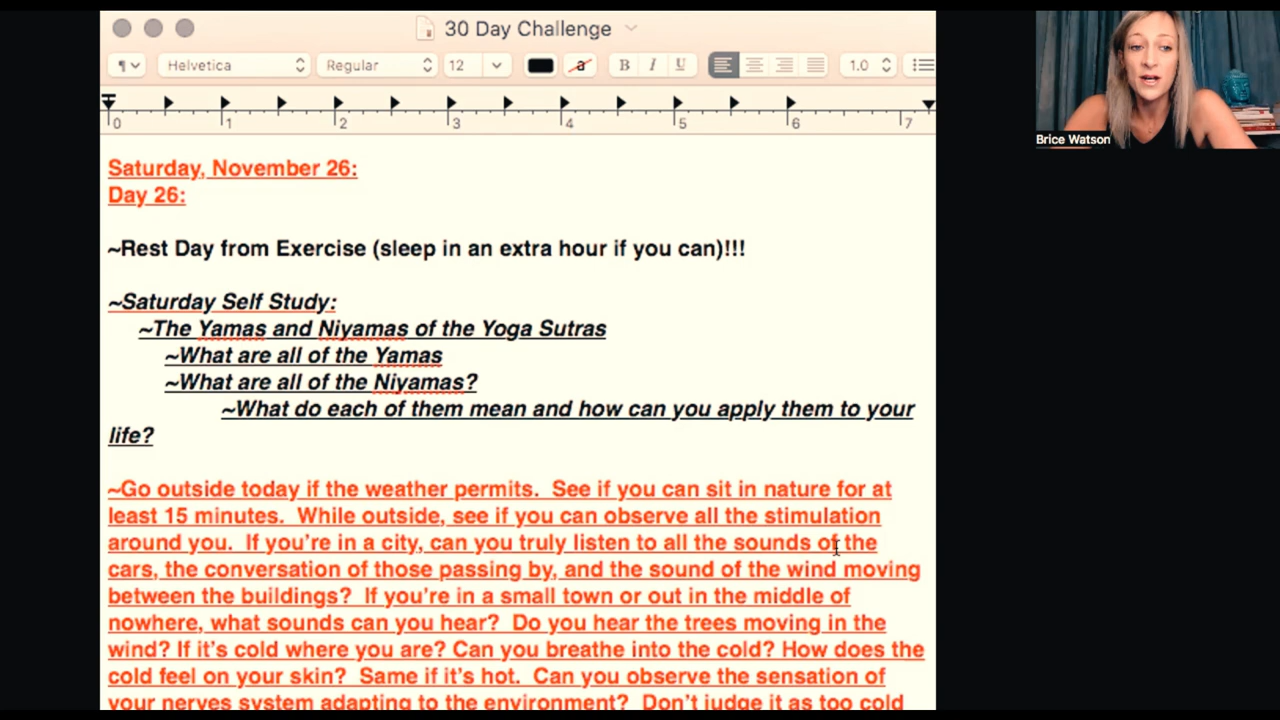 30 Day Challenge
Helvetica Regular 12 a B I U 1.0
0 1 2 3 4 5 6 7
Brice Watson
Saturday, November 26:
Day 26:
~Rest Day from Exercise (sleep in an extra hour if you can)!!!
~Saturday Self Study:
~The Yamas and Niyamas of the Yoga Sutras
~What are all of the Yamas
~What are all of the Niyamas?
~What do each of them mean and how can you apply them to your
life?
~Go outside today if the weather permits.  See if you can sit in nature for at
least 15 minutes.  While outside, see if you can observe all the stimulation
around you.  If you're in a city, can you truly listen to all the sounds of the
cars, the conversation of those passing by, and the sound of the wind moving
between the buildings?  If you're in a small town or out in the middle of
nowhere, what sounds can you hear?  Do you hear the trees moving in the
wind? If it's cold where you are? Can you breathe into the cold? How does the
cold feel on your skin?  Same if it's hot.  Can you observe the sensation of
your nerves system adapting to the environment?  Don't judge it as too cold